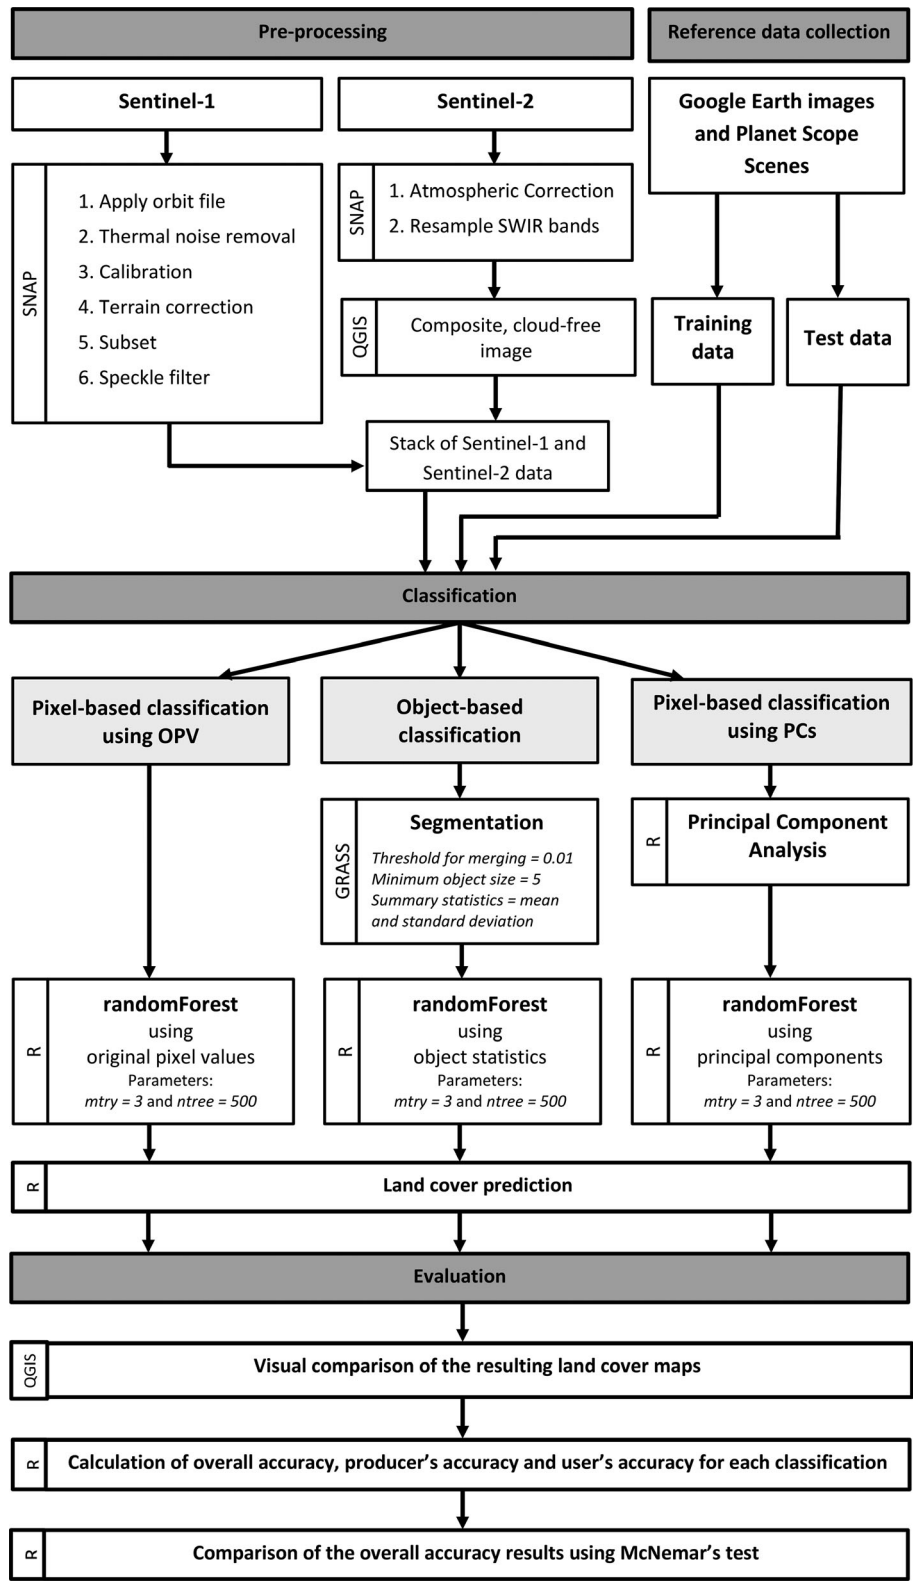 Pre-processing
Reference data collection
Sentinel-1
Sentinel-2
Google Earth images
and Planet Scope
Scenes
SNAP
1. Apply orbit file
2. Thermal noise removal
3. Calibration
4. Terrain correction
5. Subset
6. Speckle filter
SNAP
1. Atmospheric Correction
2. Resample SWIR bands
QGIS
Composite, cloud-free
image
Training
data
Test data
Stack of Sentinel-1 and
Sentinel-2 data
Classification
Pixel-based classification
using OPV
Object-based
classification
Pixel-based classification
using PCs
GRASS
Segmentation
Threshold for merging = 0.01
Minimum object size = 5
Summary statistics = mean
and standard deviation
R
Principal Component
Analysis
R
randomForest
using
original pixel values
Parameters:
mtry = 3 and ntree = 500
R
randomForest
using
object statistics
Parameters:
mtry = 3 and ntree = 500
R
randomForest
using
principal components
Parameters:
mtry = 3 and ntree = 500
R
Land cover prediction
Evaluation
QGIS
Visual comparison of the resulting land cover maps
R
Calculation of overall accuracy, producer's accuracy and user's accuracy for each classification
R
Comparison of the overall accuracy results using McNemar's test